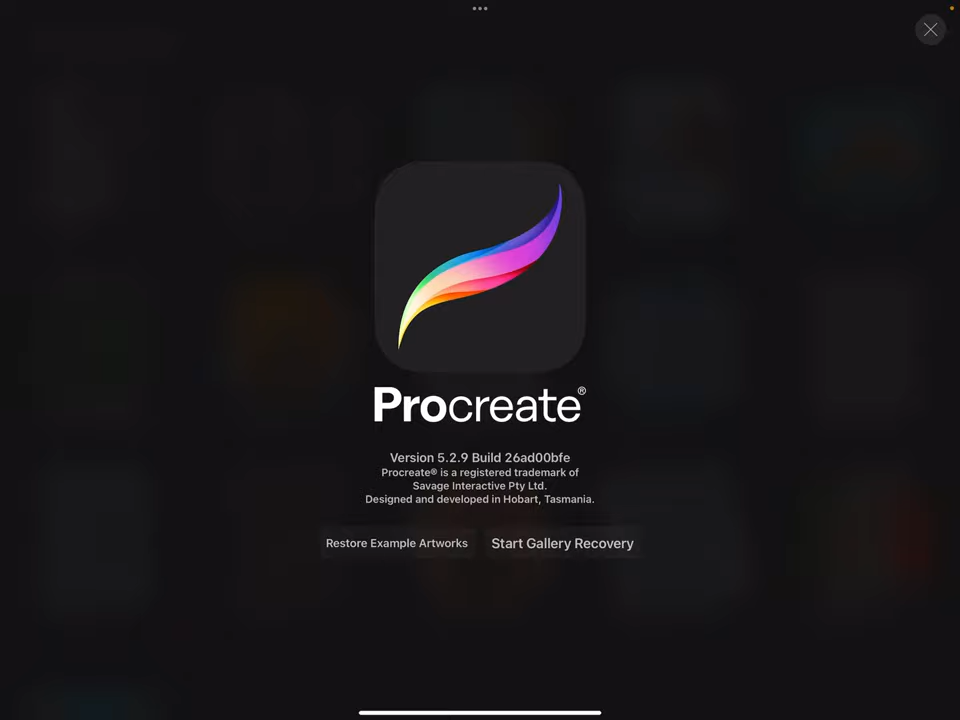 Procreate®
Version 5.2.9 Build 26ad00bfe
Procreate® is a registered trademark of
Savage Interactive Pty Ltd.
Designed and developed in Hobart, Tasmania.
Restore Example Artworks
Start Gallery Recovery